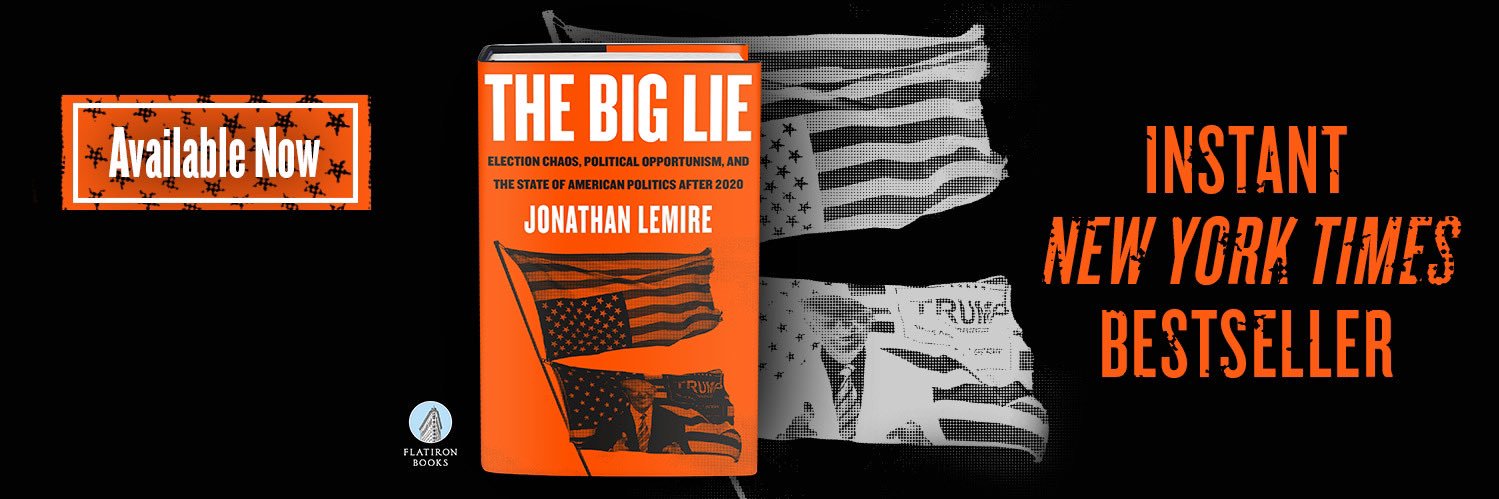 Available Now
THE BIG LIE
ELECTION CHAOS, POLITICAL OPPORTUNISM, AND
THE STATE OF AMERICAN POLITICS AFTER 2020
JONATHAN LEMIRE
TRUMP
FLATIRON
BOOKS
TRUMP
INSTANT
NEW YORK TIMES
BESTSELLER